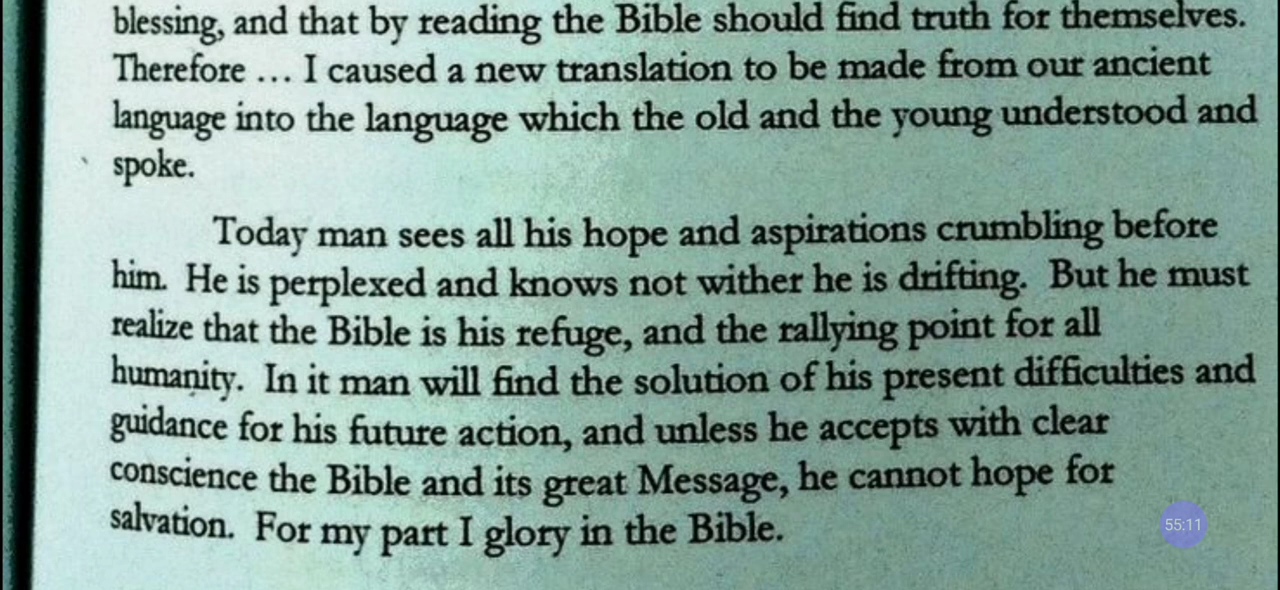 blessing, and that by reading the Bible should find truth for themselves.
Therefore ... I caused a new translation to be made from our ancient
language into the language which the old and the young understood and
spoke.
Today man sees all his hope and aspirations crumbling before
him. He is perplexed and knows not wither he is drifting. But he must
realize that the Bible is his refuge, and the rallying point for all
humanity. In it man will find the solution of his present difficulties and
guidance for his future action, and unless he accepts with clear
conscience the Bible and its great Message, he cannot hope for
salvation. For my part I glory in the Bible.
55:11